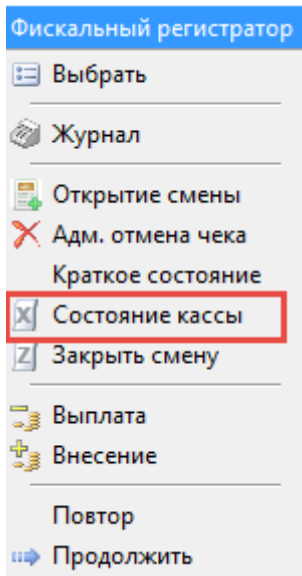 Фискальный регистратор
Выбрать
Журнал
Открытие смены
Адм. отмена чека
Краткое состояние
X Состояние кассы
Z Закрыть смену
Выплата
Внесение
Повтор
Продолжить